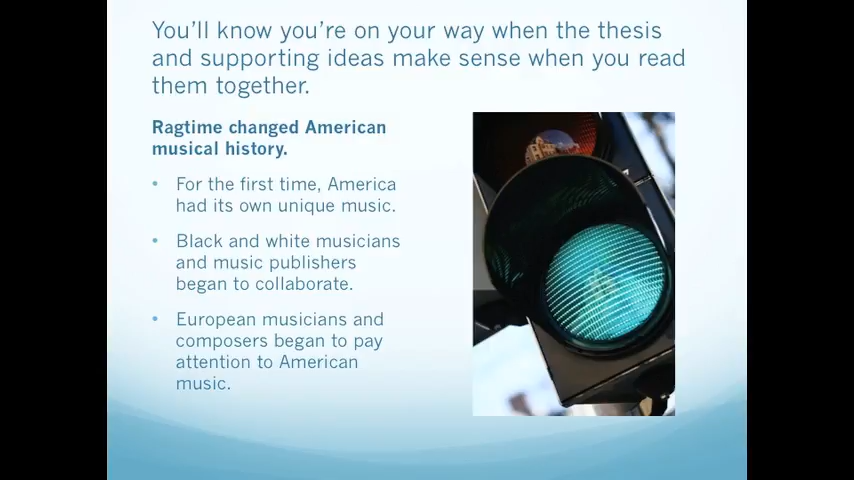 You’ll know you’re on your way when the thesis
and supporting ideas make sense when you read
them together.
Ragtime changed American
musical history.
• For the first time, America
had its own unique music.
• Black and white musicians
and music publishers
began to collaborate.
• European musicians and
composers began to pay
attention to American
music.